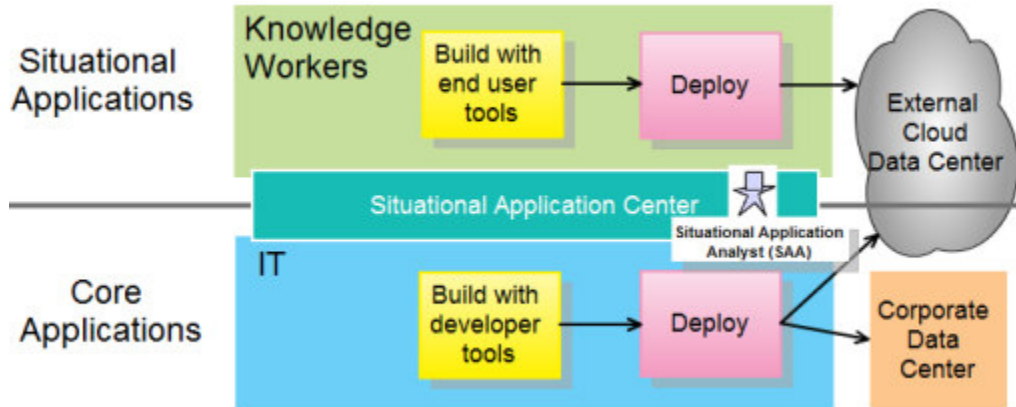 Situational
Applications
Knowledge
Workers
Build with
end user
tools
Deploy
External
Cloud
Data Center
Situational Application Center
Situational Application
Analyst (SAA)
Core
Applications
IT
Build with
developer
tools
Deploy
Corporate
Data
Center